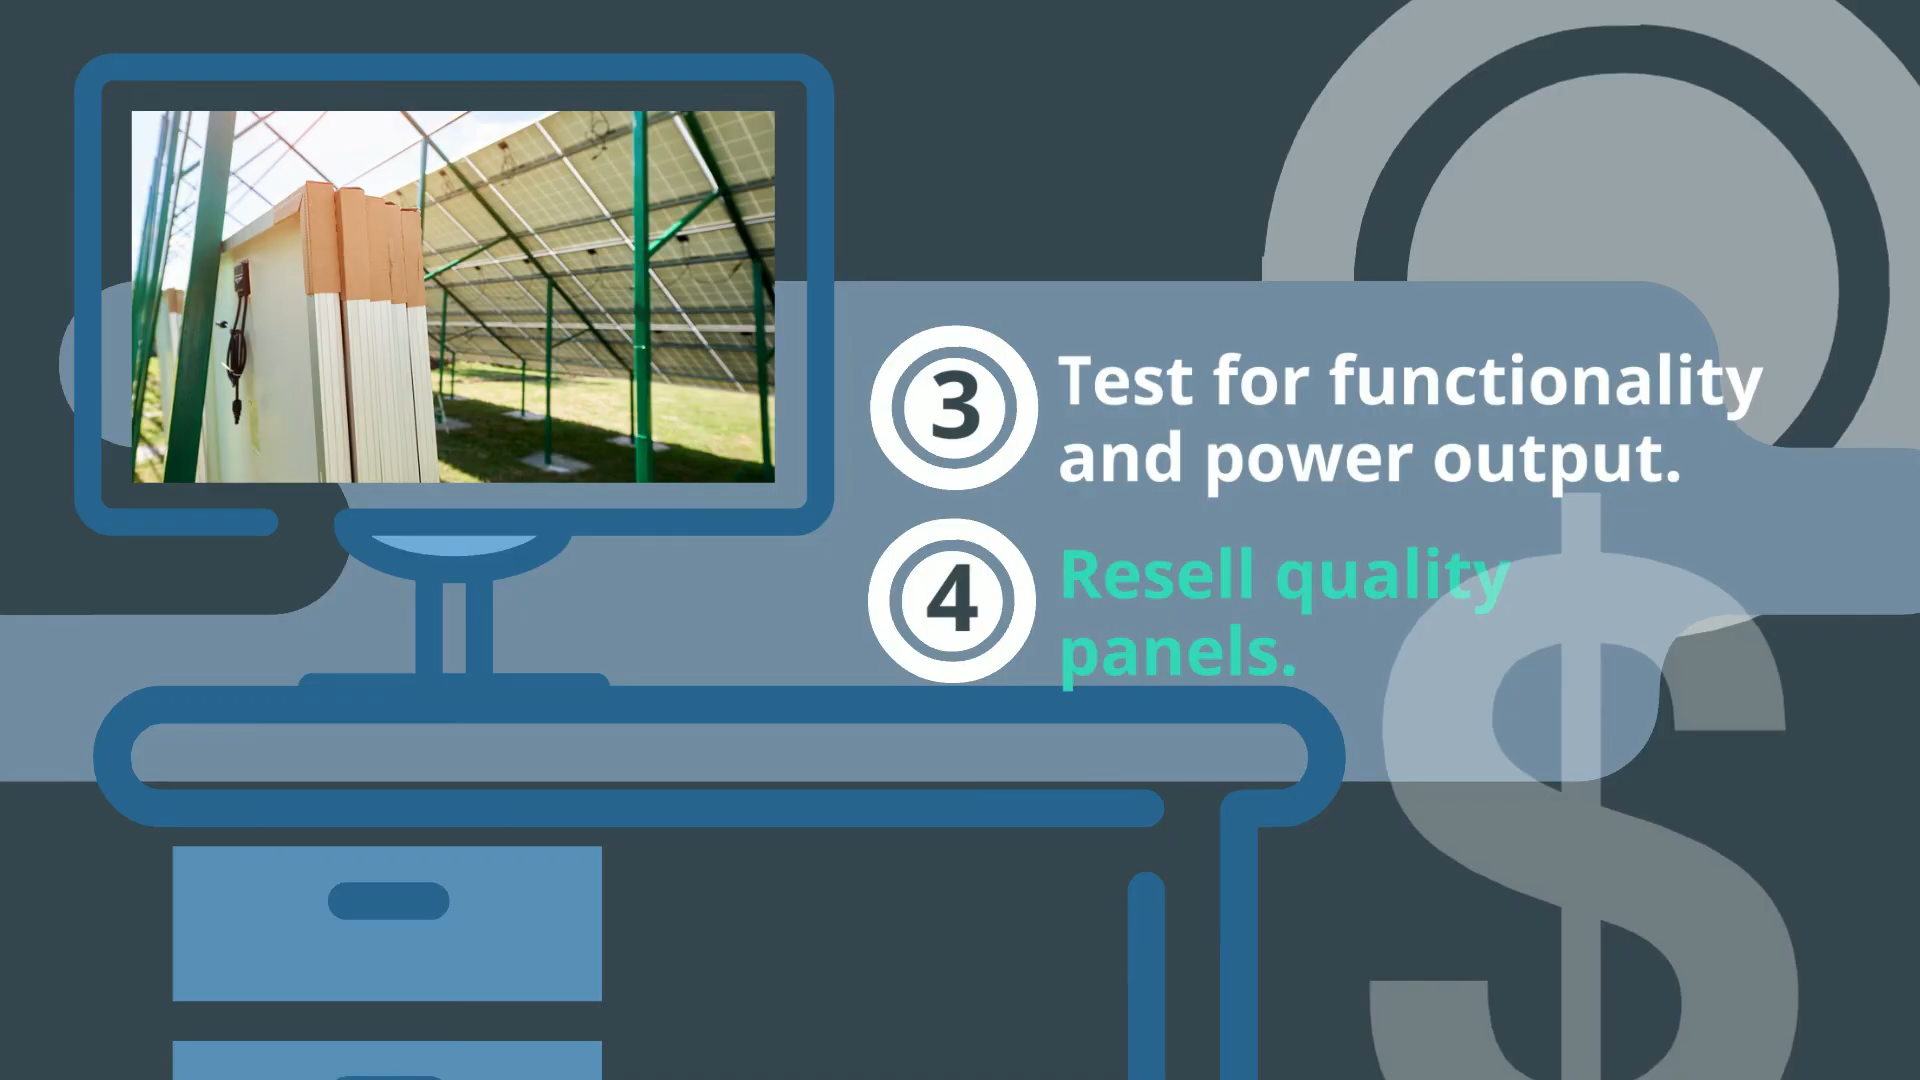 3
Test for functionality
and power output.
4
Resell quality
panels.
$